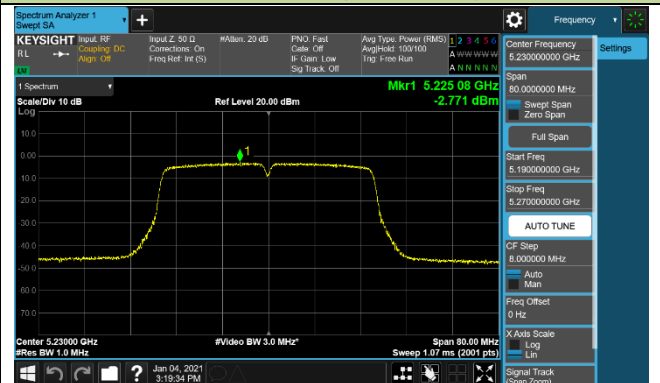 Spectrum Analyzer 1
Swept SA
+
Frequency
KEYSIGHT
RL
Input: RF
Coupling: DC
Align: Off
Input Z: 50 Ω
Corrections: On
Freq Ref: Int (S)
#Atten: 20 dB
PNO: Fast
Gate: Off
IF Gain: Low
Sig Track: Off
Avg Type: Power (RMS)
Avg|Hold: 100/100
Trig: Free Run
1 2 3 4 5 6
A W W W W W
A N N N N N
LNI
1 Spectrum
Scale/Div 10 dB
Ref Level 20.00 dBm
Mkr1 5.225 08 GHz
-2.771 dBm
Log
10.0
0.00
-10.0
-20.0
-30.0
-40.0
-50.0
-60.0
-70.0
1
Center 5.23000 GHz
#Res BW 1.0 MHz
#Video BW 3.0 MHz*
Span 80.00 MHz
Sweep 1.07 ms (2001 pts)
?
Jan 04, 2021
3:19:34 PM
Center Frequency
5.230000000 GHz
Span
80.0000000 MHz
Swept Span
Zero Span
Full Span
Start Freq
5.190000000 GHz
Stop Freq
5.270000000 GHz
AUTO TUNE
CF Step
8.000000 MHz
Auto
Man
Freq Offset
0 Hz
X Axis Scale
Log
Lin
Signal Track
(Span Zoom)
Settings